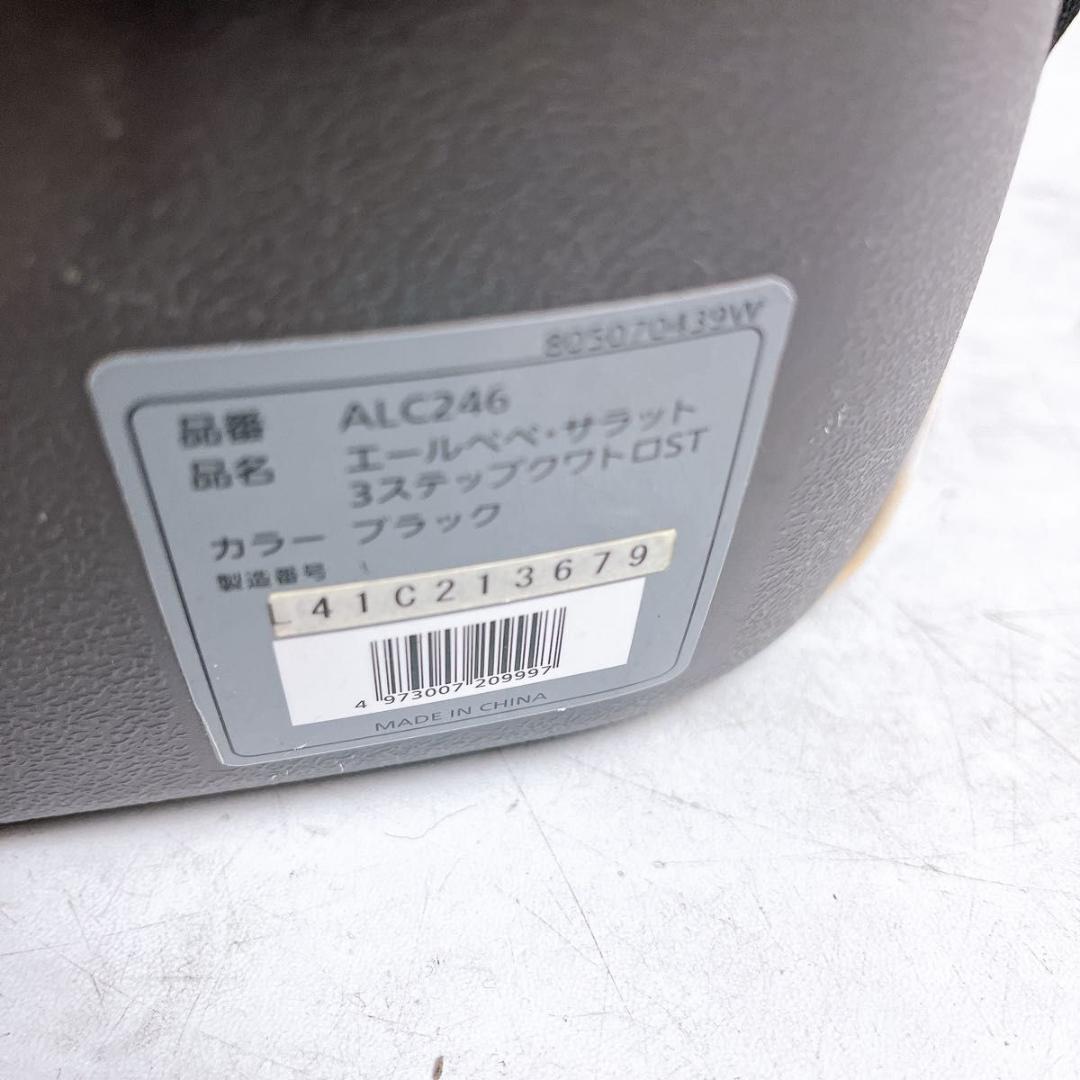 805070439W
品番 ALC246
品名 エールベベ・サラット
3ステップクワトロST
カラー ブラック
製造番号
41C213679
4 973007 209997
MADE IN CHINA